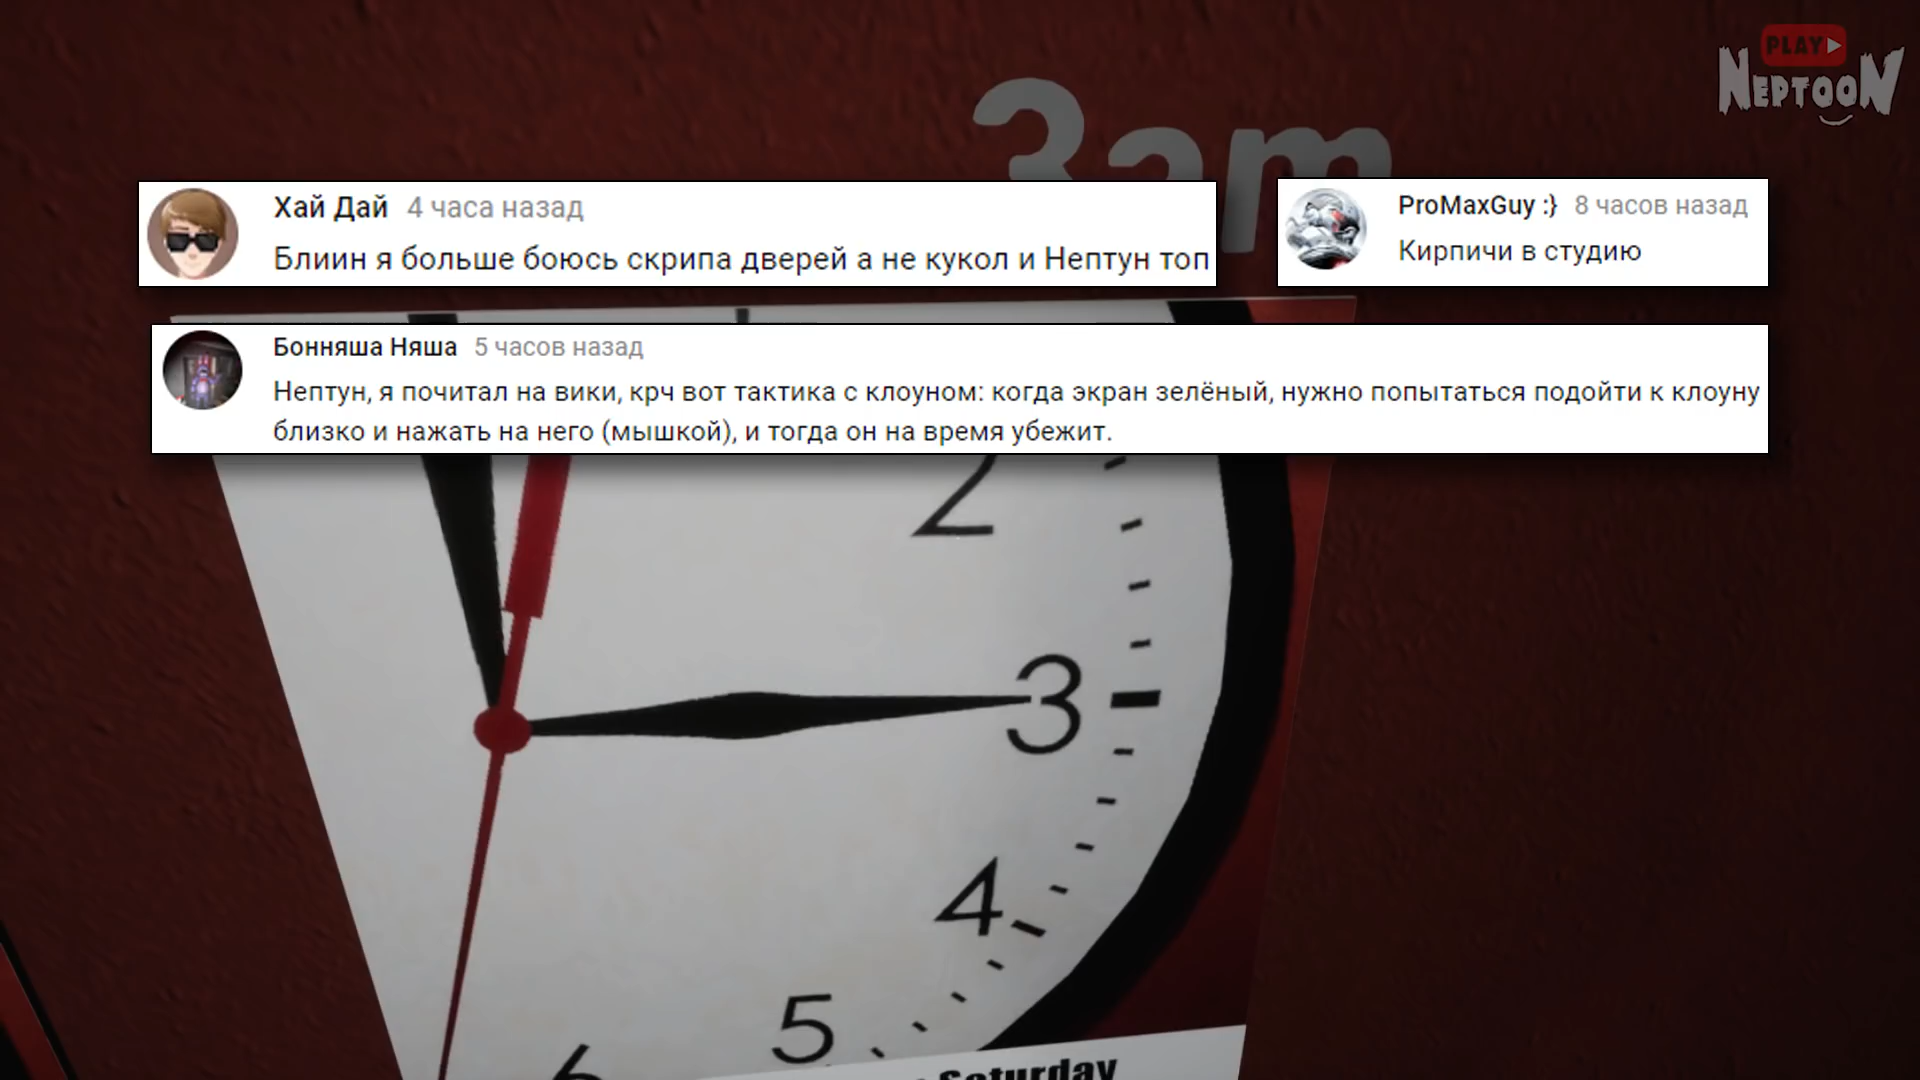 PLAY
NEPTOON
3am
Хай Дай 4 часа назад
Блиин я больше боюсь скрипа дверей а не кукол и Нептун топ
ProMaxGuy :} 8 часов назад
Кирпичи в студию
Бонняша Няша 5 часов назад
Нептун, я почитал на вики, крч вот тактика с клоуном: когда экран зелёный, нужно попытаться подойти к клоуну
близко и нажать на него (мышкой), и тогда он на время убежит.
2
3
4
5
6
Saturday